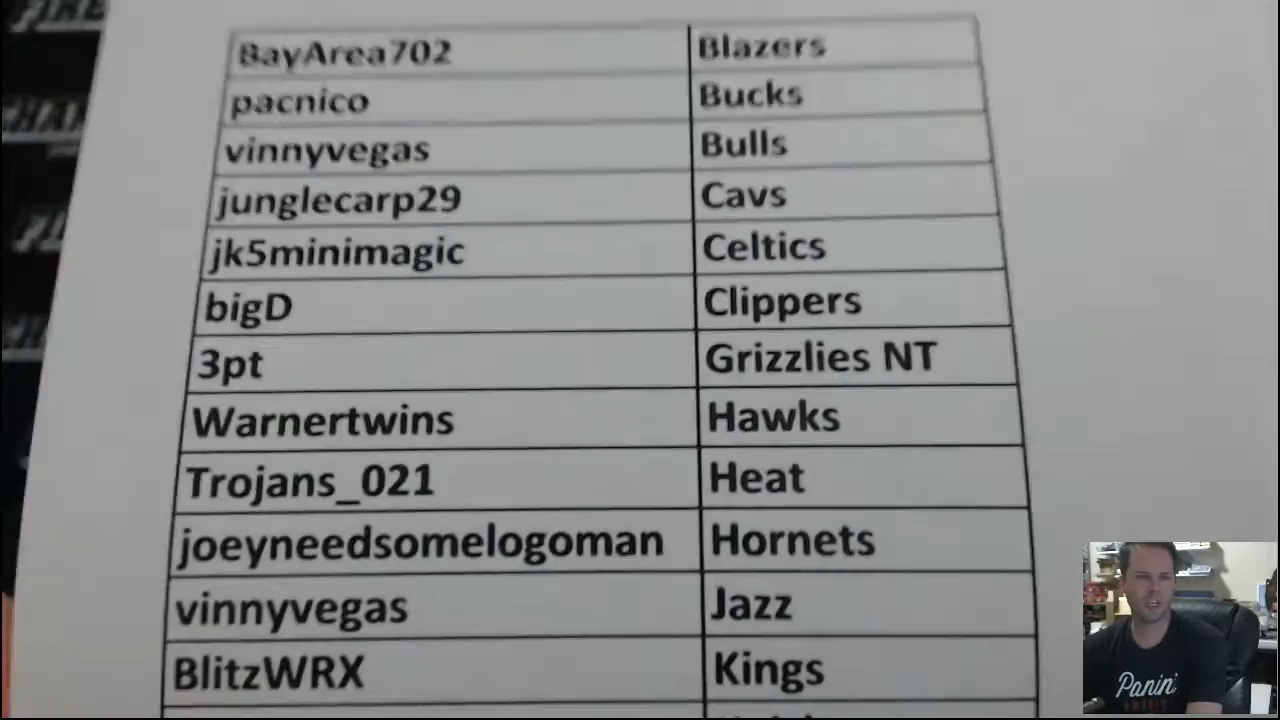 BayArea702 Blazers
pacnico Bucks
vinnyvegas Bulls
junglecarp29 Cavs
jk5minimagic Celtics
bigD Clippers
3pt Grizzlies NT
Warnertwins Hawks
Trojans_021 Heat
joeyneedsomelogoman Hornets
vinnyvegas Jazz
BlitzWRX Kings
Panini